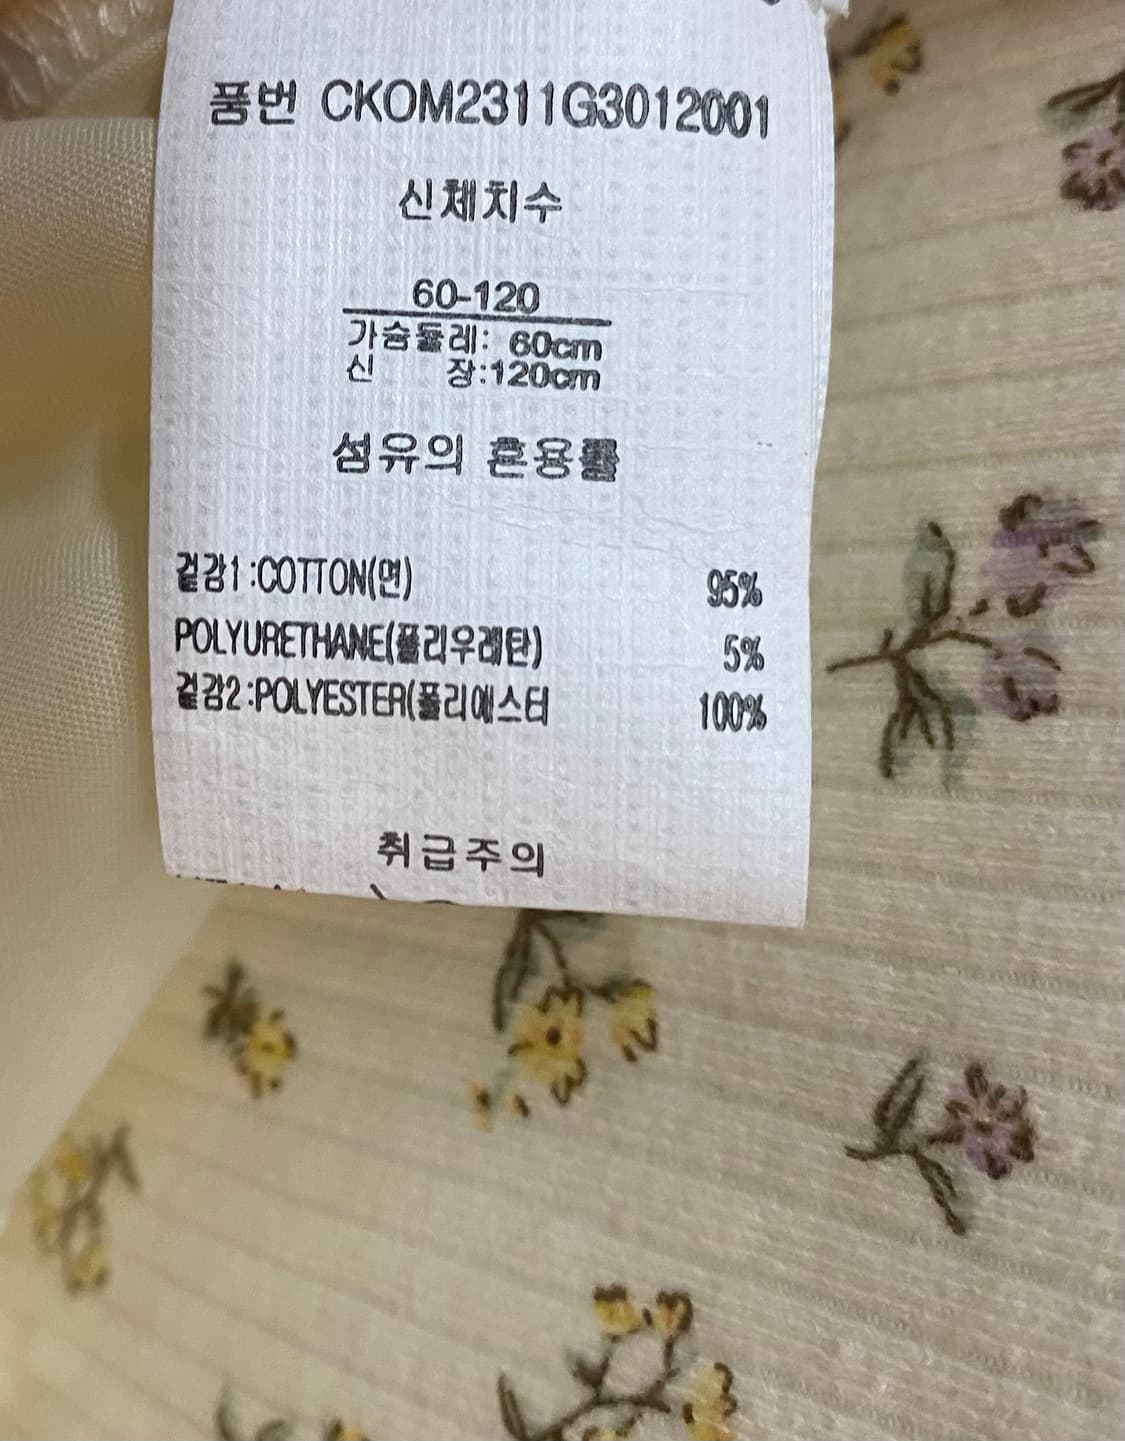 품번 CKOM2311G3012001
신체치수
60-120
가슴둘레: 60cm
신 장:120cm
섬유의 혼용률
겉감1:COTTON(면) 95%
POLYURETHANE(폴리우레탄) 5%
겉감2:POLYESTER(폴리에스터 100%
취급주의